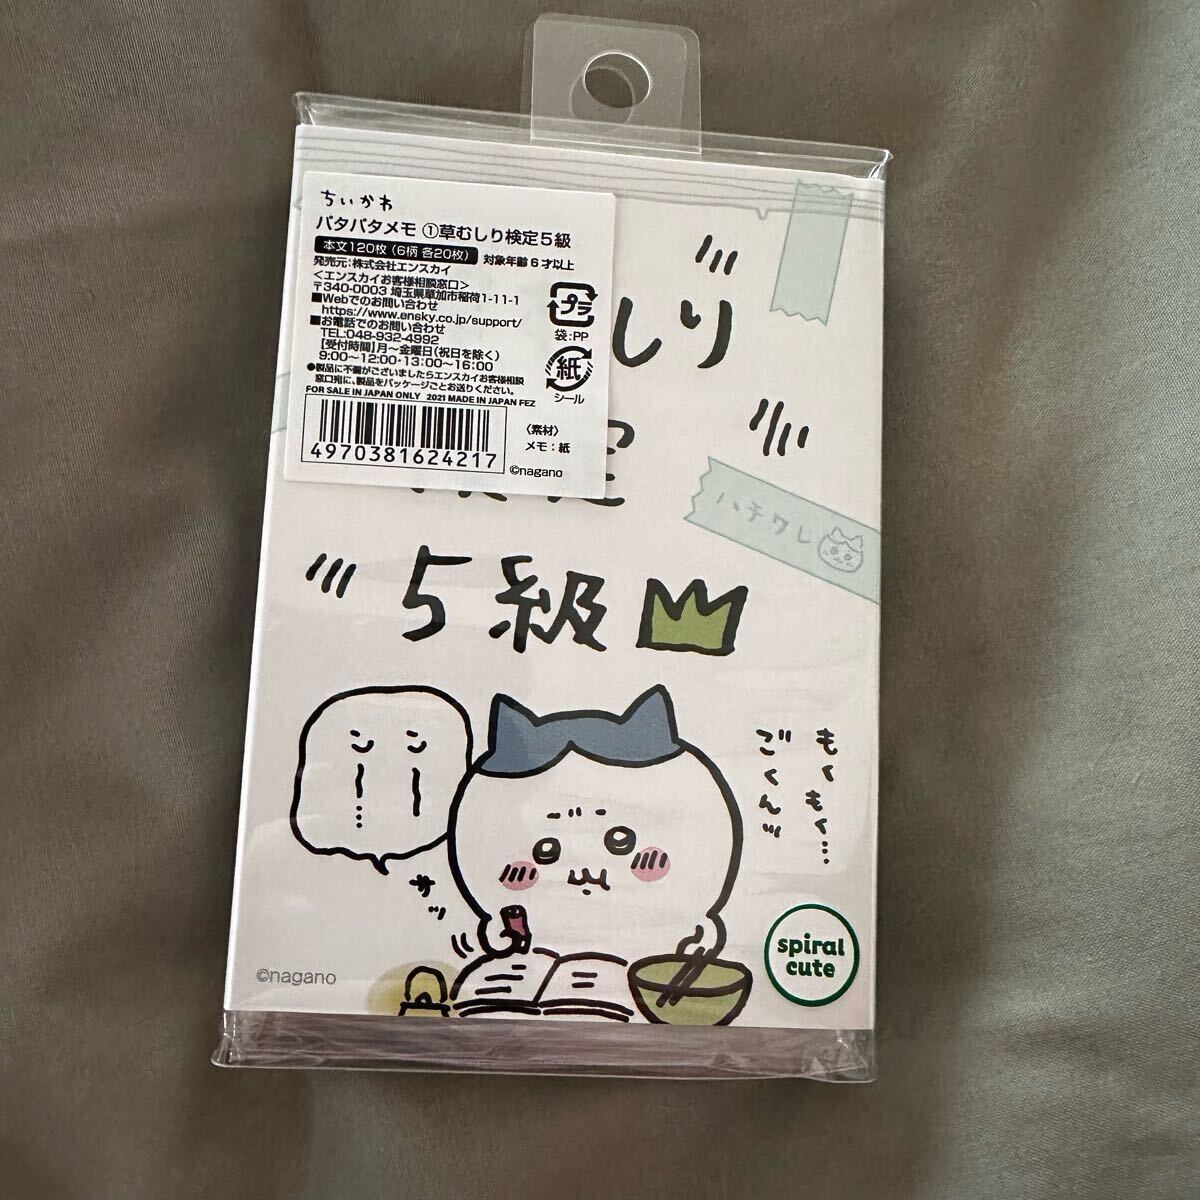 ちいかわ
パタパタメモ ①草むしり検定5級
本文120枚(6柄 各20枚) 対象年齢6才以上
発売元:株式会社エンスカイ
<エンスカイお客様相談窓口>
〒340-0003 埼玉県草加市稲荷1-11-1
■Webでのお問い合わせ
https://www.ensky.co.jp/support/
■お電話でのお問い合わせ
TEL:048-932-4992
【受付時間】月~金曜日(祝日を除く)
9:00~12:00・13:00~16:00
●製品に不備がございましたらエンスカイお客様相談
窓口宛に、製品をパッケージごとお送りください。
FOR SALE IN JAPAN ONLY 2021 MADE IN JAPAN FEZ
プラ
袋:PP
紙
シール
4970381624217
〈素材〉
メモ:紙
©nagano
しり
定
ハチワレ
5級
ン〜
ン〜…
もくもく…
ごくん
サッ
©nagano
spiral
cute